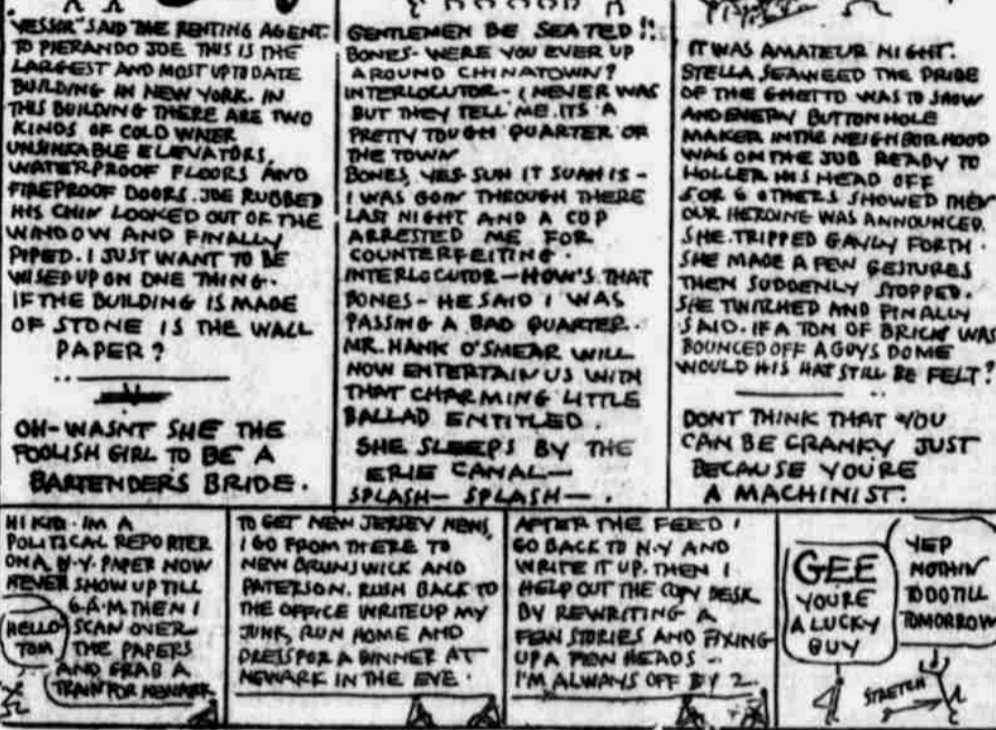 "YESSIR" SAID THE RENTING AGENT.
TO PIERANDO JOE THIS IS THE
LARGEST AND MOST UP TO DATE
BUILDING IN NEW YORK. IN
THIS BUILDING THERE ARE TWO
KINDS OF COLD WATER
UNSINKABLE ELEVATORS,
WATERPROOF FLOORS AND
FIREPROOF DOORS. JOE RUBBED
HIS CHIN LOOKED OUT OF THE
WINDOW AND FINALLY
PIPED. I JUST WANT TO BE
WISED UP ON ONE THING.
IF THE BUILDING IS MADE
OF STONE IS THE WALL
PAPER?
OH-WASNT SHE THE
FOOLISH GIRL TO BE A
BARTENDERS BRIDE.
GENTLEMEN BE SEATED!!
BONES- WERE YOU EVER UP
AROUND CHINATOWN?
INTERLOCUTOR- I NEVER WAS
BUT THEY TELL ME. ITS A
PRETTY TOUGH QUARTER OF
THE TOWN
BONES, YES-SUH IT SUAH IS-
I WAS GOIN THROUGH THERE
LAST NIGHT AND A COP
ARRESTED ME FOR
COUNTERFEITING.
INTERLOCUTOR-HOW'S THAT
BONES- HE SAID I WAS
PASSING A BAD QUARTER.
MR. HANK O'SMEAR WILL
NOW ENTERTAIN US WITH
THAT CHARMING LITTLE
BALLAD ENTITLED.
SHE SLEEPS BY THE
ERIE CANAL-
SPLASH- SPLASH-.
IT WAS AMATEUR NIGHT.
STELLA SEAWEED THE PRIDE
OF THE GHETTO WAS TO SHOW
AND EVERY BUTTONHOLE
MAKER IN THE NEIGHBORHOOD
WAS ON THE JOB READY TO
HOLLER HIS HEAD OFF
5 OR 6 OTHERS SHOWED THEN
OUR HEROINE WAS ANNOUNCED.
SHE TRIPPED GAYLY FORTH.
SHE MADE A FEW GESTURES
THEN SUDDENLY STOPPED.
SHE TWITCHED AND FINALLY
SAID. IF A TON OF BRICK WAS
BOUNCED OFF A GUYS DOME
WOULD HIS HAT STILL BE FELT?
DONT THINK THAT YOU
CAN BE CRANKY JUST
BECAUSE YOU'RE
A MACHINIST.
HI KID. IM A
POLITICAL REPORTER
ON A N.Y. PAPER NOW
NEVER SHOW UP TILL
6 A.M. THEN I
SCAN OVER
THE PAPERS
AND GRAB A
TRAIN FOR NEWARK
HELLO
TOM
TO GET NEW JERSEY NEWS,
I GO FROM THERE TO
NEW BRUNSWICK AND
PATERSON. RUSH BACK TO
THE OFFICE WRITE UP MY
JUNK, RUN HOME AND
DRESS FOR A DINNER AT
NEWARK IN THE EVE.
AFTER THE FEED I
GO BACK TO N.Y AND
WRITE IT UP. THEN I
HELP OUT THE COPY DESK
BY REWRITING A
FEW STORIES AND FIXING
UP A FEW HEADS -
I'M ALWAYS OFF BY 2.
GEE
YOURE
A LUCKY
GUY
YEP
NOTHIN
TO DO TILL
TOMORROW
STRETCH